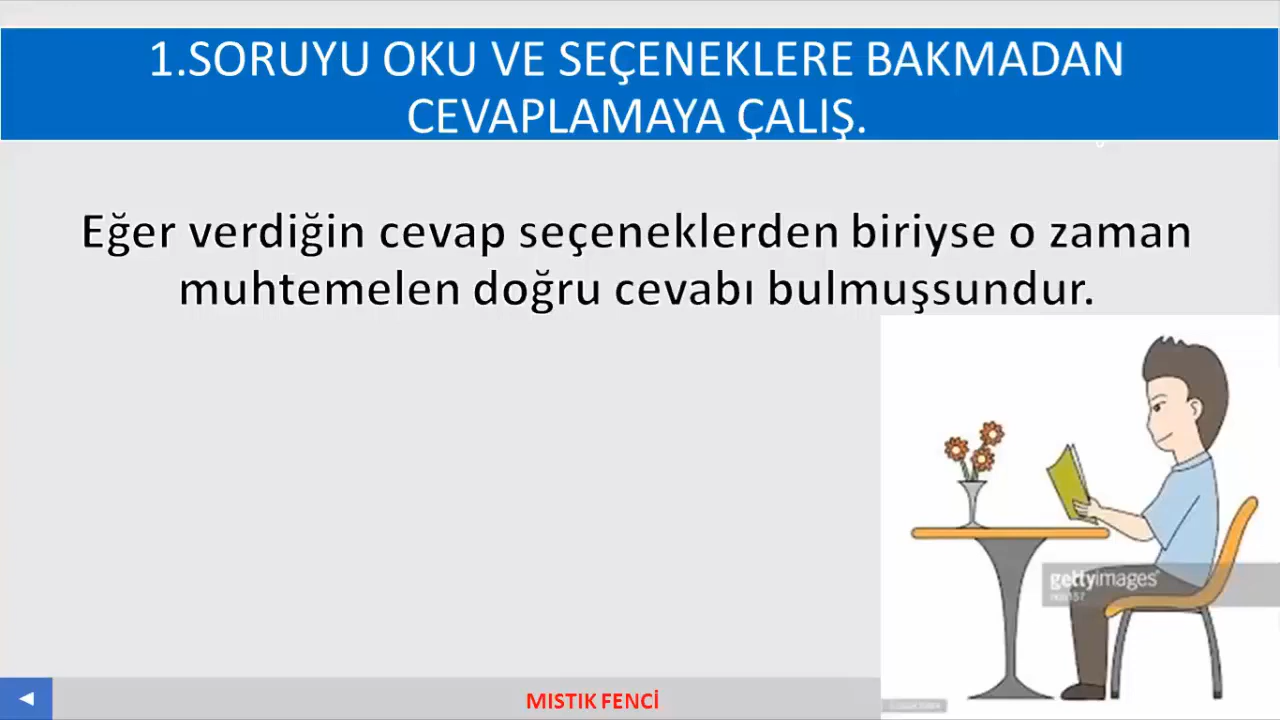 1.SORUYU OKU VE SEÇENEKLERE BAKMADAN
CEVAPLAMAYA ÇALIŞ.
Eğer verdiğin cevap seçeneklerden biriyse o zaman
muhtemelen doğru cevabı bulmuşsundur.
gettyimages
MISTIK FENCİ